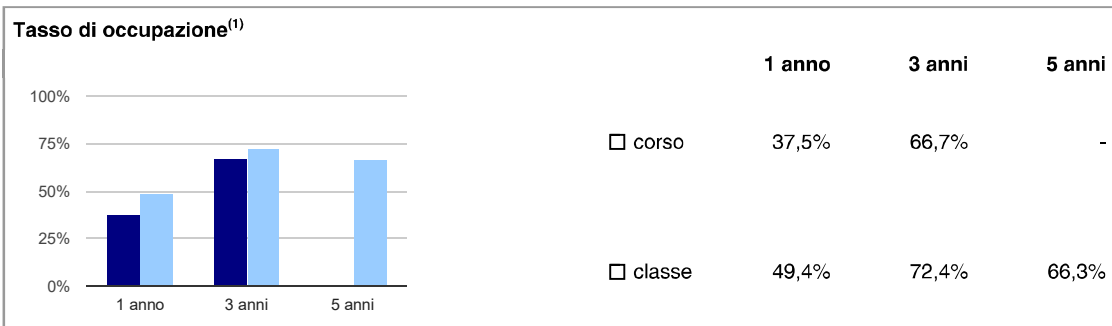 Tasso di occupazione(1)
1 anno 3 anni 5 anni
100%
75%
50%
25%
0%
1 anno 3 anni 5 anni
corso 37,5% 66,7% -
classe 49,4% 72,4% 66,3%